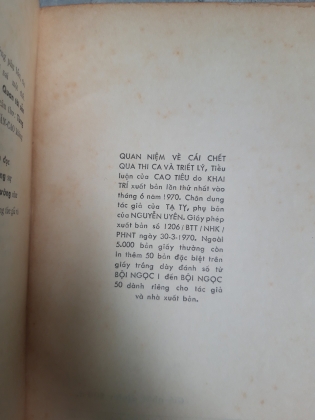 QUAN NIỆM VỀ CÁI CHẾT
QUA THI CA VÀ TRIẾT LÝ, Tiểu
luận của CAO TIÊU do KHAI
TRÍ xuất bản lần thứ nhất vào
tháng 6 năm 1970. Chân dung
tác giả của TẠ TỴ, phụ bản
của NGUYỄN UYÊN. Giấy phép
xuất bản số 1206/BTT/NHK/
PHNT ngày 30-3-1970. Ngoài
5.000 bản giấy thường còn
in thêm 50 bản đặc biệt trên
giấy trắng dày đánh số từ
BỘI NGỌC I đến BỘI NGỌC
50 dành riêng cho tác giả
và nhà xuất bản.